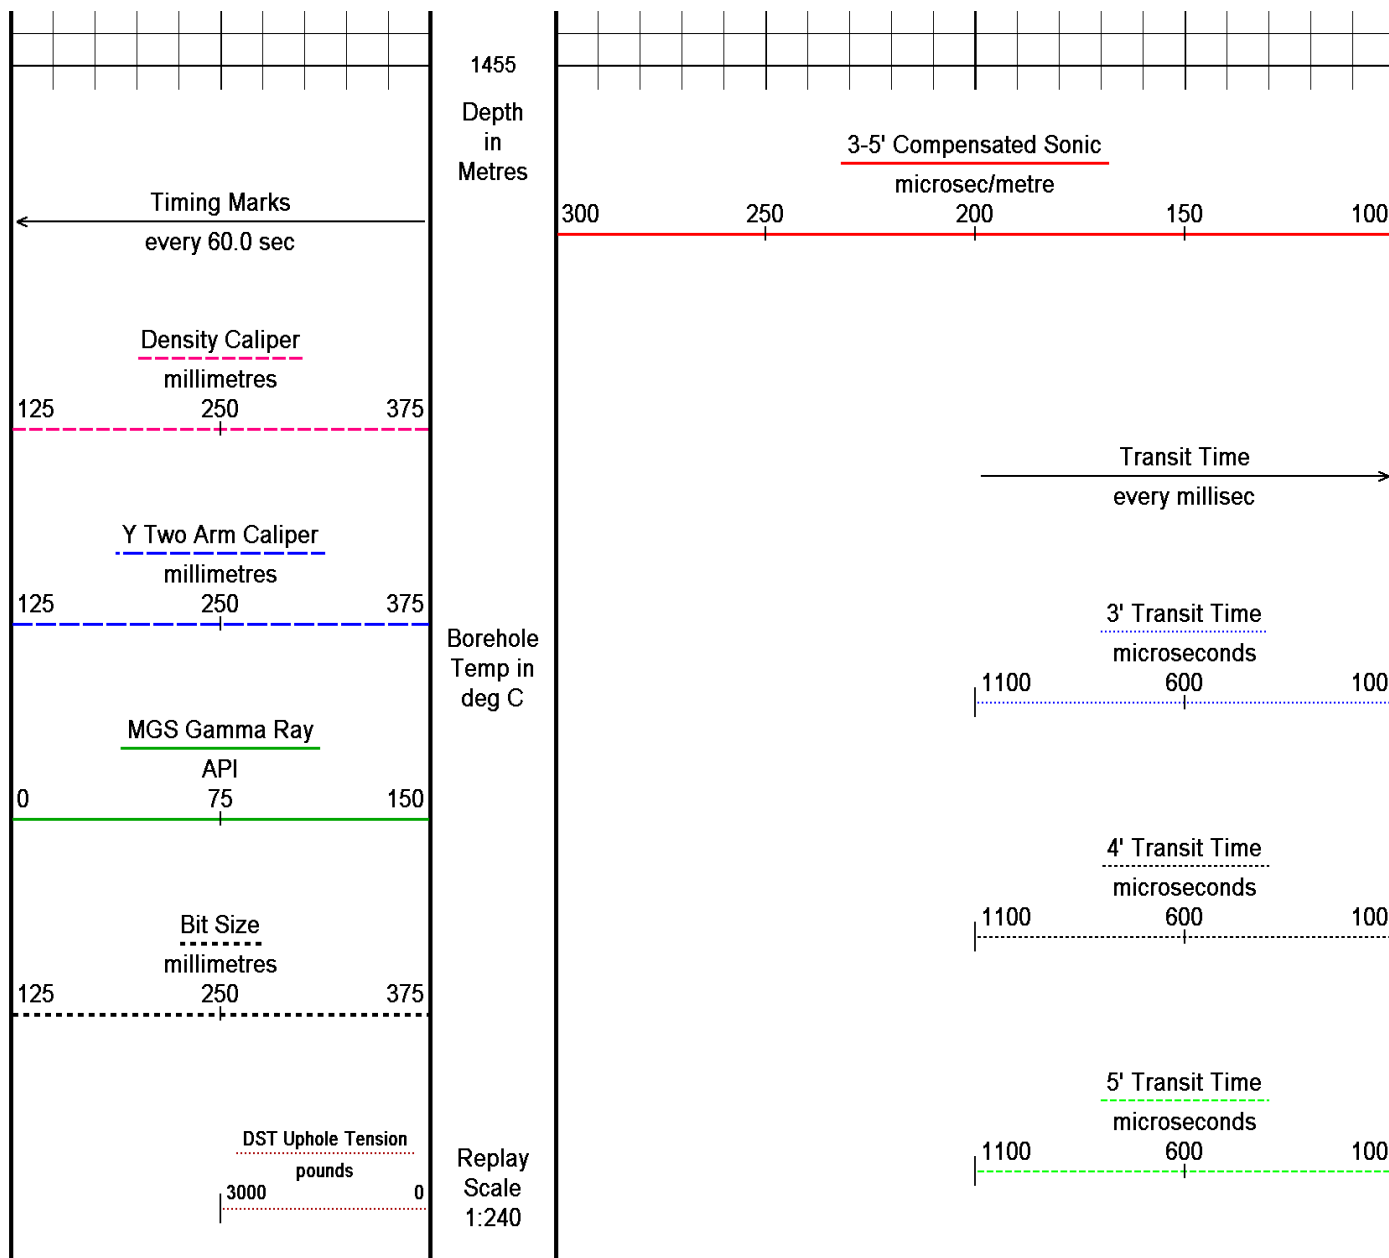 1455
Depth
in
Metres
Timing Marks
every 60.0 sec
Density Caliper
millimetres
125 250 375
Y Two Arm Caliper
millimetres
125 250 375
MGS Gamma Ray
API
0 75 150
Bit Size
millimetres
125 250 375
DST Uphole Tension
pounds
3000 0
Borehole
Temp in
deg C
Replay
Scale
1:240
3-5' Compensated Sonic
microsec/metre
300 250 200 150 100
Transit Time
every millisec
3' Transit Time
microseconds
1100 600 100
4' Transit Time
microseconds
1100 600 100
5' Transit Time
microseconds
1100 600 100